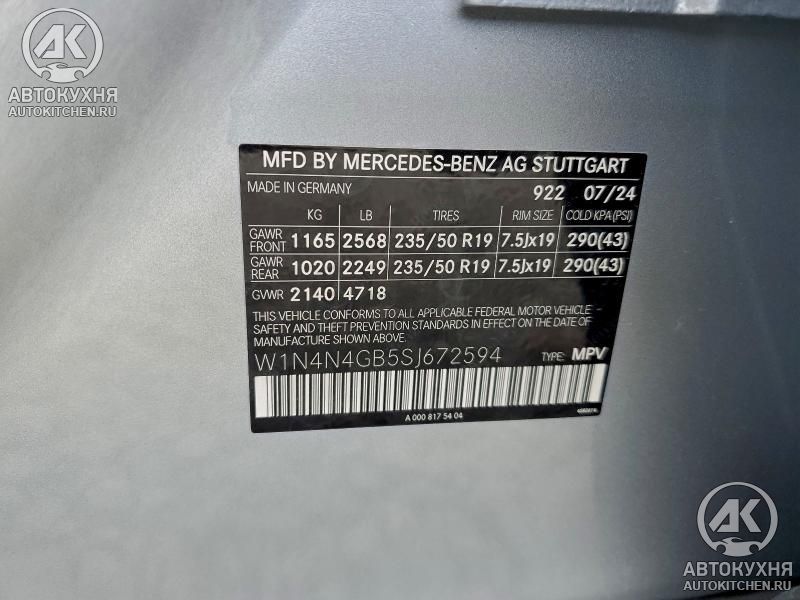 AK
АВТОКУХНЯ
AUTOKITCHEN.RU
MFD BY MERCEDES-BENZ AG STUTTGART
MADE IN GERMANY 922 07/24
KG LB TIRES RIM SIZE COLD KPA(PSI)
GAWR FRONT 1165 2568 235/50 R19 7.5Jx19 290(43)
GAWR REAR 1020 2249 235/50 R19 7.5Jx19 290(43)
GVWR 2140 4718
THIS VEHICLE CONFORMS TO ALL APPLICABLE FEDERAL MOTOR VEHICLE
SAFETY AND THEFT PREVENTION STANDARDS IN EFFECT ON THE DATE OF
MANUFACTURE SHOWN ABOVE.
W1N4N4GB5SJ672594 TYPE: MPV
A 000 817 54 04
AK
АВТОКУХНЯ
AUTOKITCHEN.RU